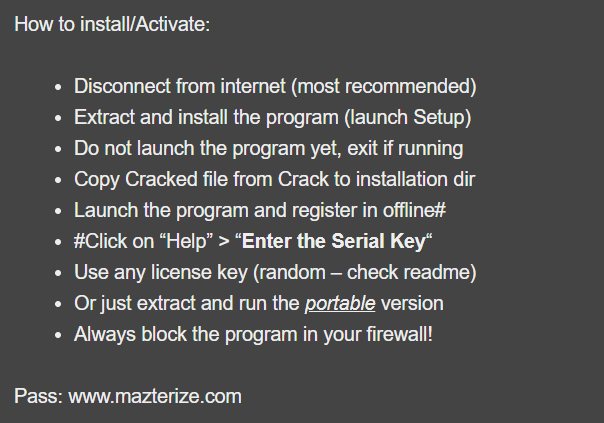 How to install/Activate:
• Disconnect from internet (most recommended)
• Extract and install the program (launch Setup)
• Do not launch the program yet, exit if running
• Copy Cracked file from Crack to installation dir
• Launch the program and register in offline#
• #Click on “Help” > “Enter the Serial Key“
• Use any license key (random – check readme)
• Or just extract and run the portable version
• Always block the program in your firewall!
Pass: www.mazterize.com